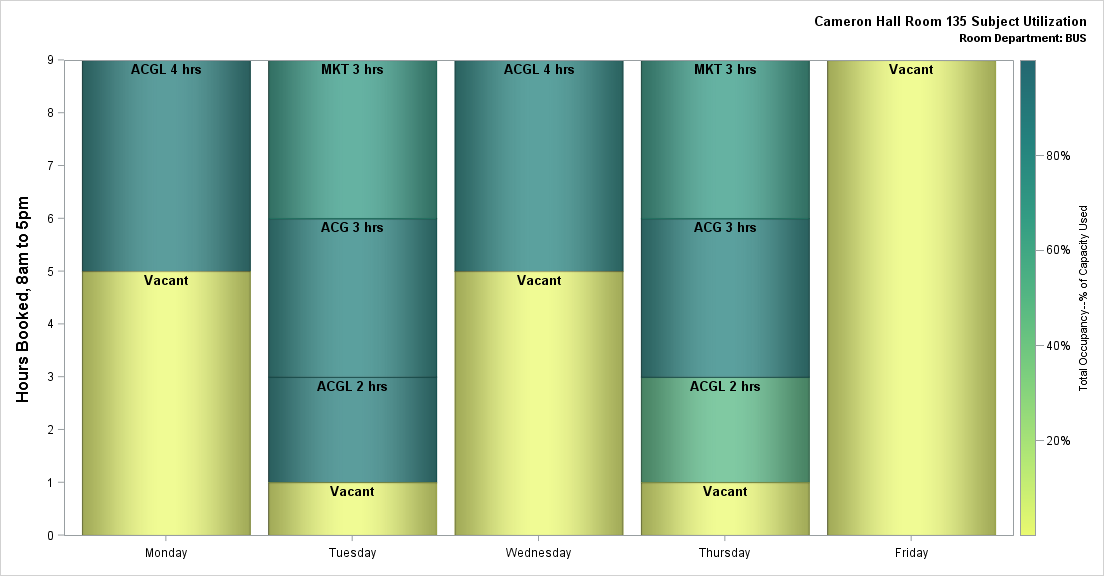 Cameron Hall Room 135 Subject Utilization
Room Department: BUS
Hours Booked, 8am to 5pm
9
8
7
6
5
4
3
2
1
0
ACGL 4 hrs
Vacant
MKT 3 hrs
ACG 3 hrs
ACGL 2 hrs
Vacant
ACGL 4 hrs
Vacant
MKT 3 hrs
ACG 3 hrs
ACGL 2 hrs
Vacant
Vacant
Monday
Tuesday
Wednesday
Thursday
Friday
80%
60%
40%
20%
Total Occupancy--% of Capacity Used